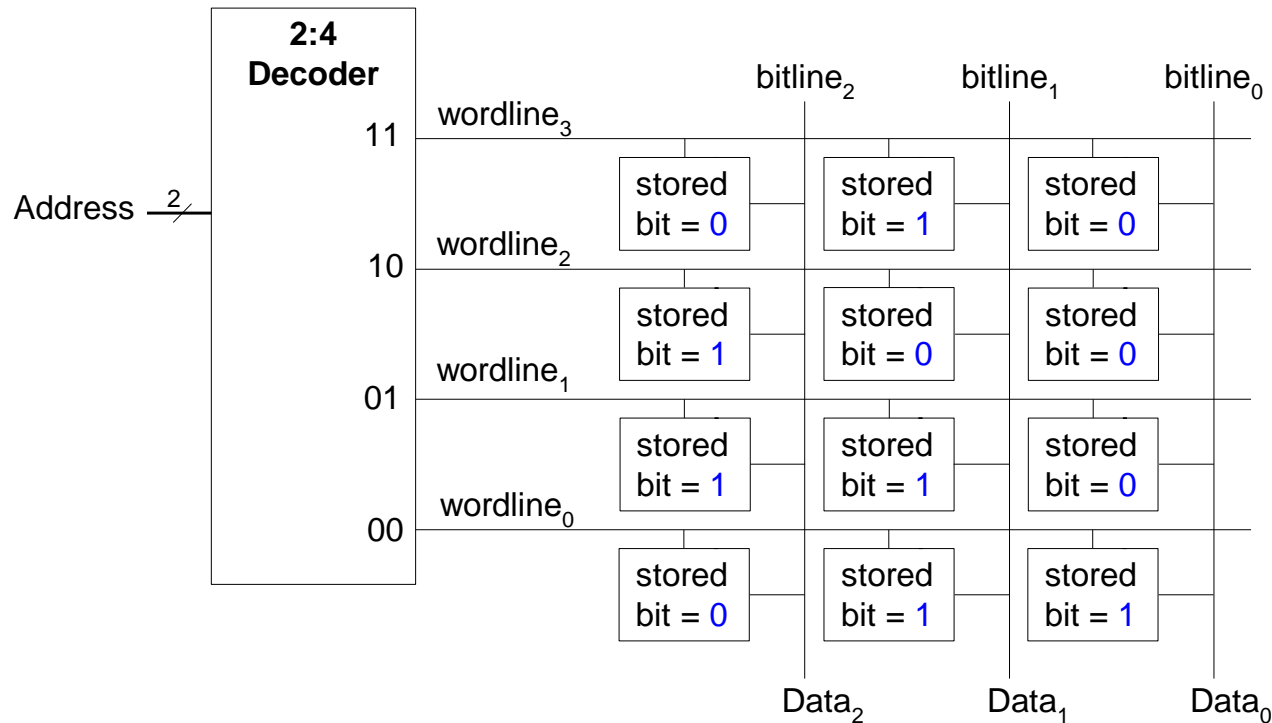 2:4
Decoder
bitline₂
bitline₁
bitline₀
wordline₃
11
stored
bit = 0
stored
bit = 1
stored
bit = 0
Address
2
wordline₂
10
stored
bit = 1
stored
bit = 0
stored
bit = 0
wordline₁
01
stored
bit = 1
stored
bit = 1
stored
bit = 0
wordline₀
00
stored
bit = 0
stored
bit = 1
stored
bit = 1
Data₂
Data₁
Data₀